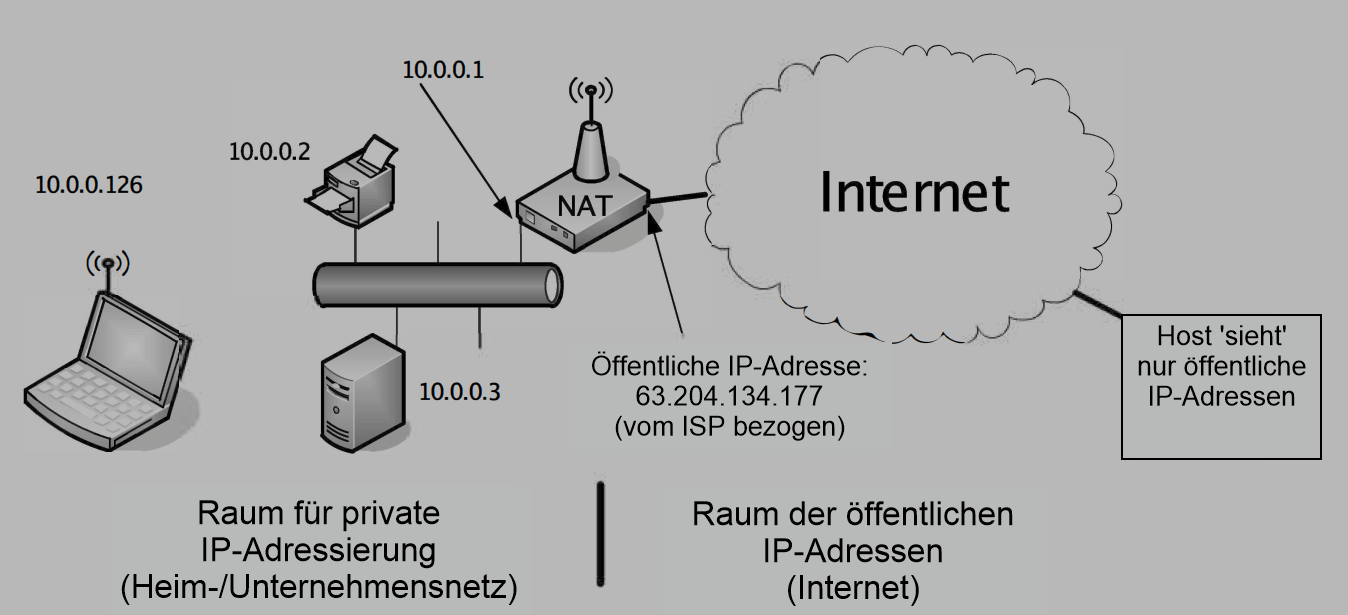 10.0.0.1
10.0.0.2
10.0.0.126
NAT
Internet
10.0.0.3
Öffentliche IP-Adresse:
63.204.134.177
(vom ISP bezogen)
Host 'sieht'
nur öffentliche
IP-Adressen
Raum für private
IP-Adressierung
(Heim-/Unternehmensnetz)
Raum der öffentlichen
IP-Adressen
(Internet)